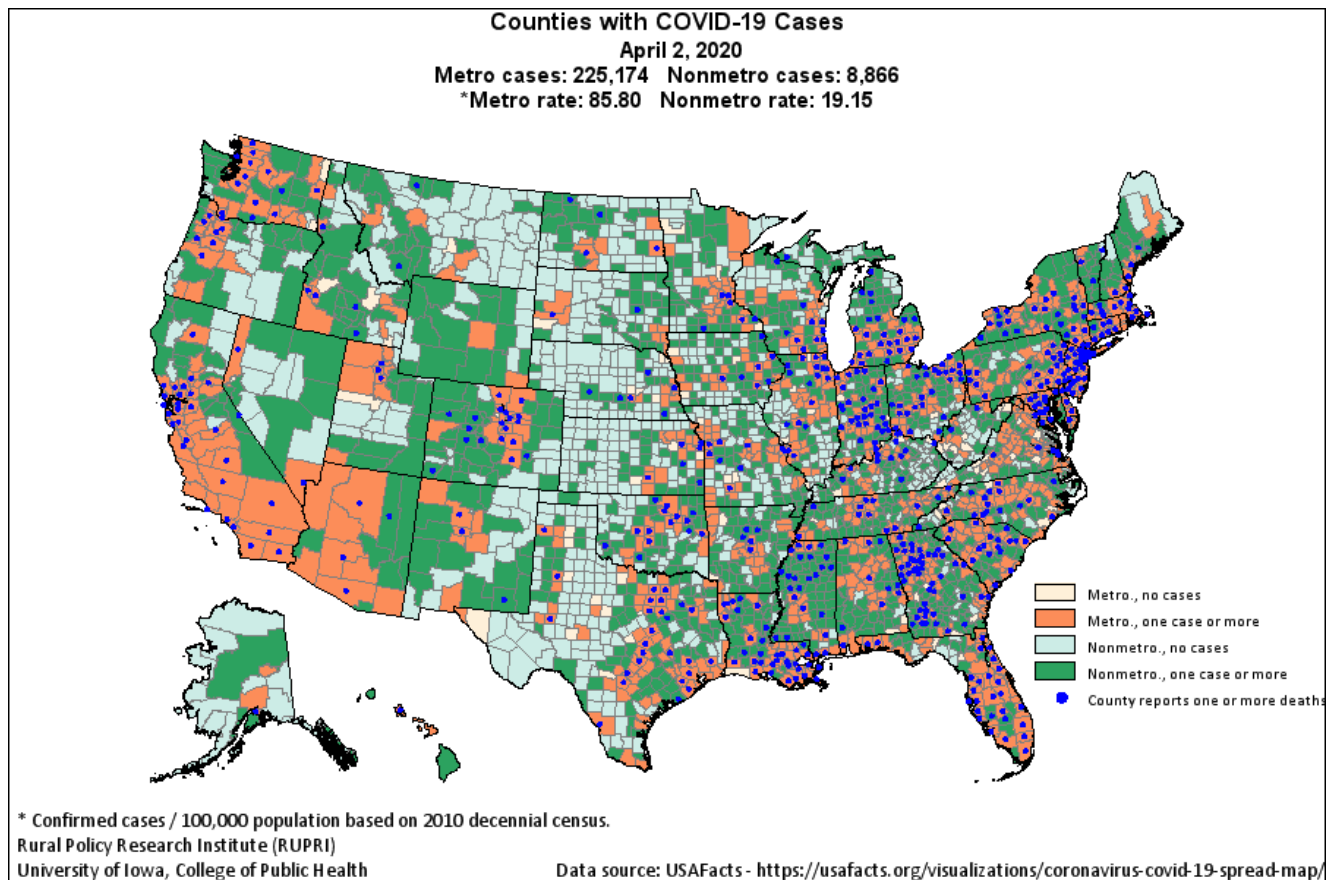 Counties with COVID-19 Cases
April 2, 2020
Metro cases: 225,174 Nonmetro cases: 8,866
*Metro rate: 85.80 Nonmetro rate: 19.15
Metro., no cases
Metro., one case or more
Nonmetro., no cases
Nonmetro., one case or more
County reports one or more deaths
* Confirmed cases / 100,000 population based on 2010 decennial census.
Rural Policy Research Institute (RUPRI)
University of Iowa, College of Public Health
Data source: USAFacts - https://usafacts.org/visualizations/coronavirus-covid-19-spread-map/